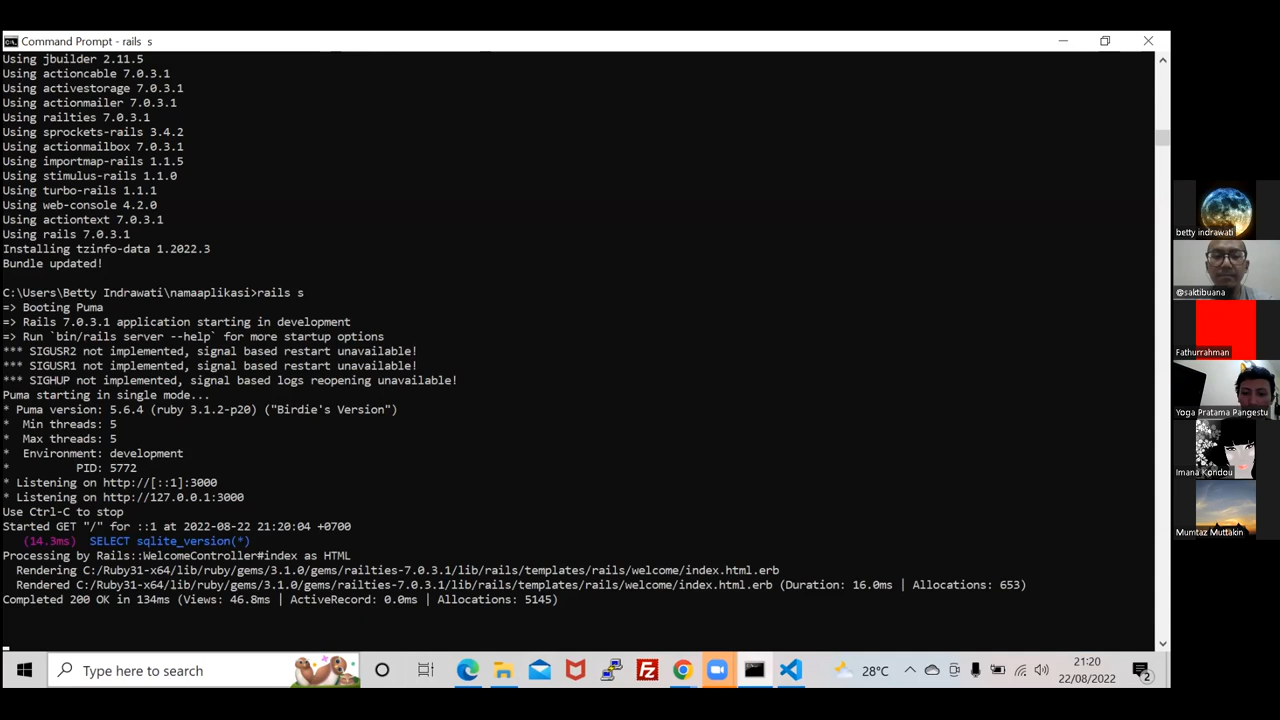 Command Prompt - rails  s
Using jbuilder 2.11.5
Using actioncable 7.0.3.1
Using activestorage 7.0.3.1
Using actionmailer 7.0.3.1
Using railties 7.0.3.1
Using sprockets-rails 3.4.2
Using actionmailbox 7.0.3.1
Using importmap-rails 1.1.5
Using stimulus-rails 1.1.0
Using turbo-rails 1.1.1
Using web-console 4.2.0
Using actiontext 7.0.3.1
Using rails 7.0.3.1
Installing tzinfo-data 1.2022.3
Bundle updated!
C:\Users\Betty Indrawati\namaaplikasi>rails s
=> Booting Puma
=> Rails 7.0.3.1 application starting in development
=> Run `bin/rails server --help` for more startup options
*** SIGUSR2 not implemented, signal based restart unavailable!
*** SIGUSR1 not implemented, signal based restart unavailable!
*** SIGHUP not implemented, signal based logs reopening unavailable!
Puma starting in single mode...
* Puma version: 5.6.4 (ruby 3.1.2-p20) ("Birdie's Version")
*  Min threads: 5
*  Max threads: 5
*  Environment: development
*          PID: 5772
* Listening on http://[::1]:3000
* Listening on http://127.0.0.1:3000
Use Ctrl-C to stop
Started GET "/" for ::1 at 2022-08-22 21:20:04 +0700
(14.3ms)  SELECT sqlite_version(*)
Processing by Rails::WelcomeController#index as HTML
Rendering C:/Ruby31-x64/lib/ruby/gems/3.1.0/gems/railties-7.0.3.1/lib/rails/templates/rails/welcome/index.html.erb
Rendered C:/Ruby31-x64/lib/ruby/gems/3.1.0/gems/railties-7.0.3.1/lib/rails/templates/rails/welcome/index.html.erb (Duration: 16.0ms | Allocations: 653)
Completed 200 OK in 134ms (Views: 46.8ms | ActiveRecord: 0.0ms | Allocations: 5145)
betty indrawati
@saktibuana
Fathurrahman
Yoga Pratama Pangestu
Imana Kondou
Mumtaz Muttakin
Type here to search
28°C
21:20
22/08/2022
2